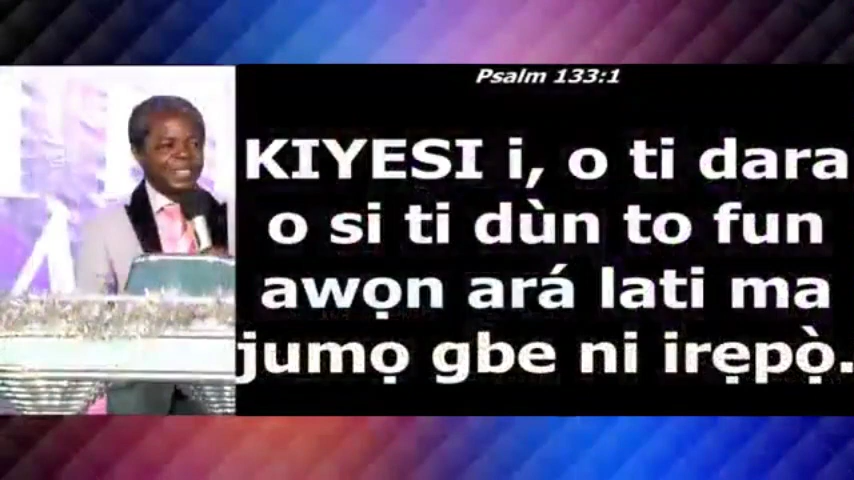 Psalm 133:1
KIYESI i, o ti dara
o si ti dùn to fun
awọn ará lati ma
jumọ gbe ni irẹpọ̀.